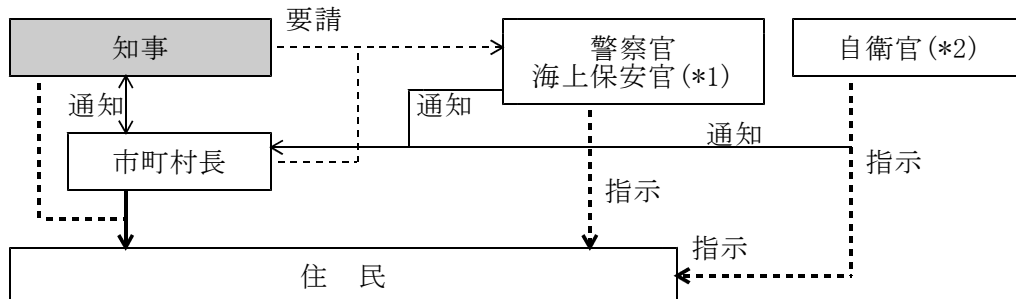 要請
知事
警察官
海上保安官(*1)
自衛官(*2)
通知
通知
通知
市町村長
指示
指示
指示
住　民